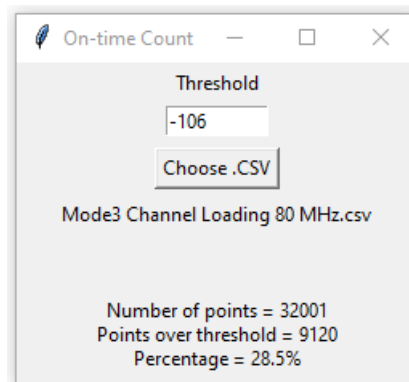 On-time Count
Threshold
-106
Choose .CSV
Mode3 Channel Loading 80 MHz.csv
Number of points = 32001
Points over threshold = 9120
Percentage = 28.5%